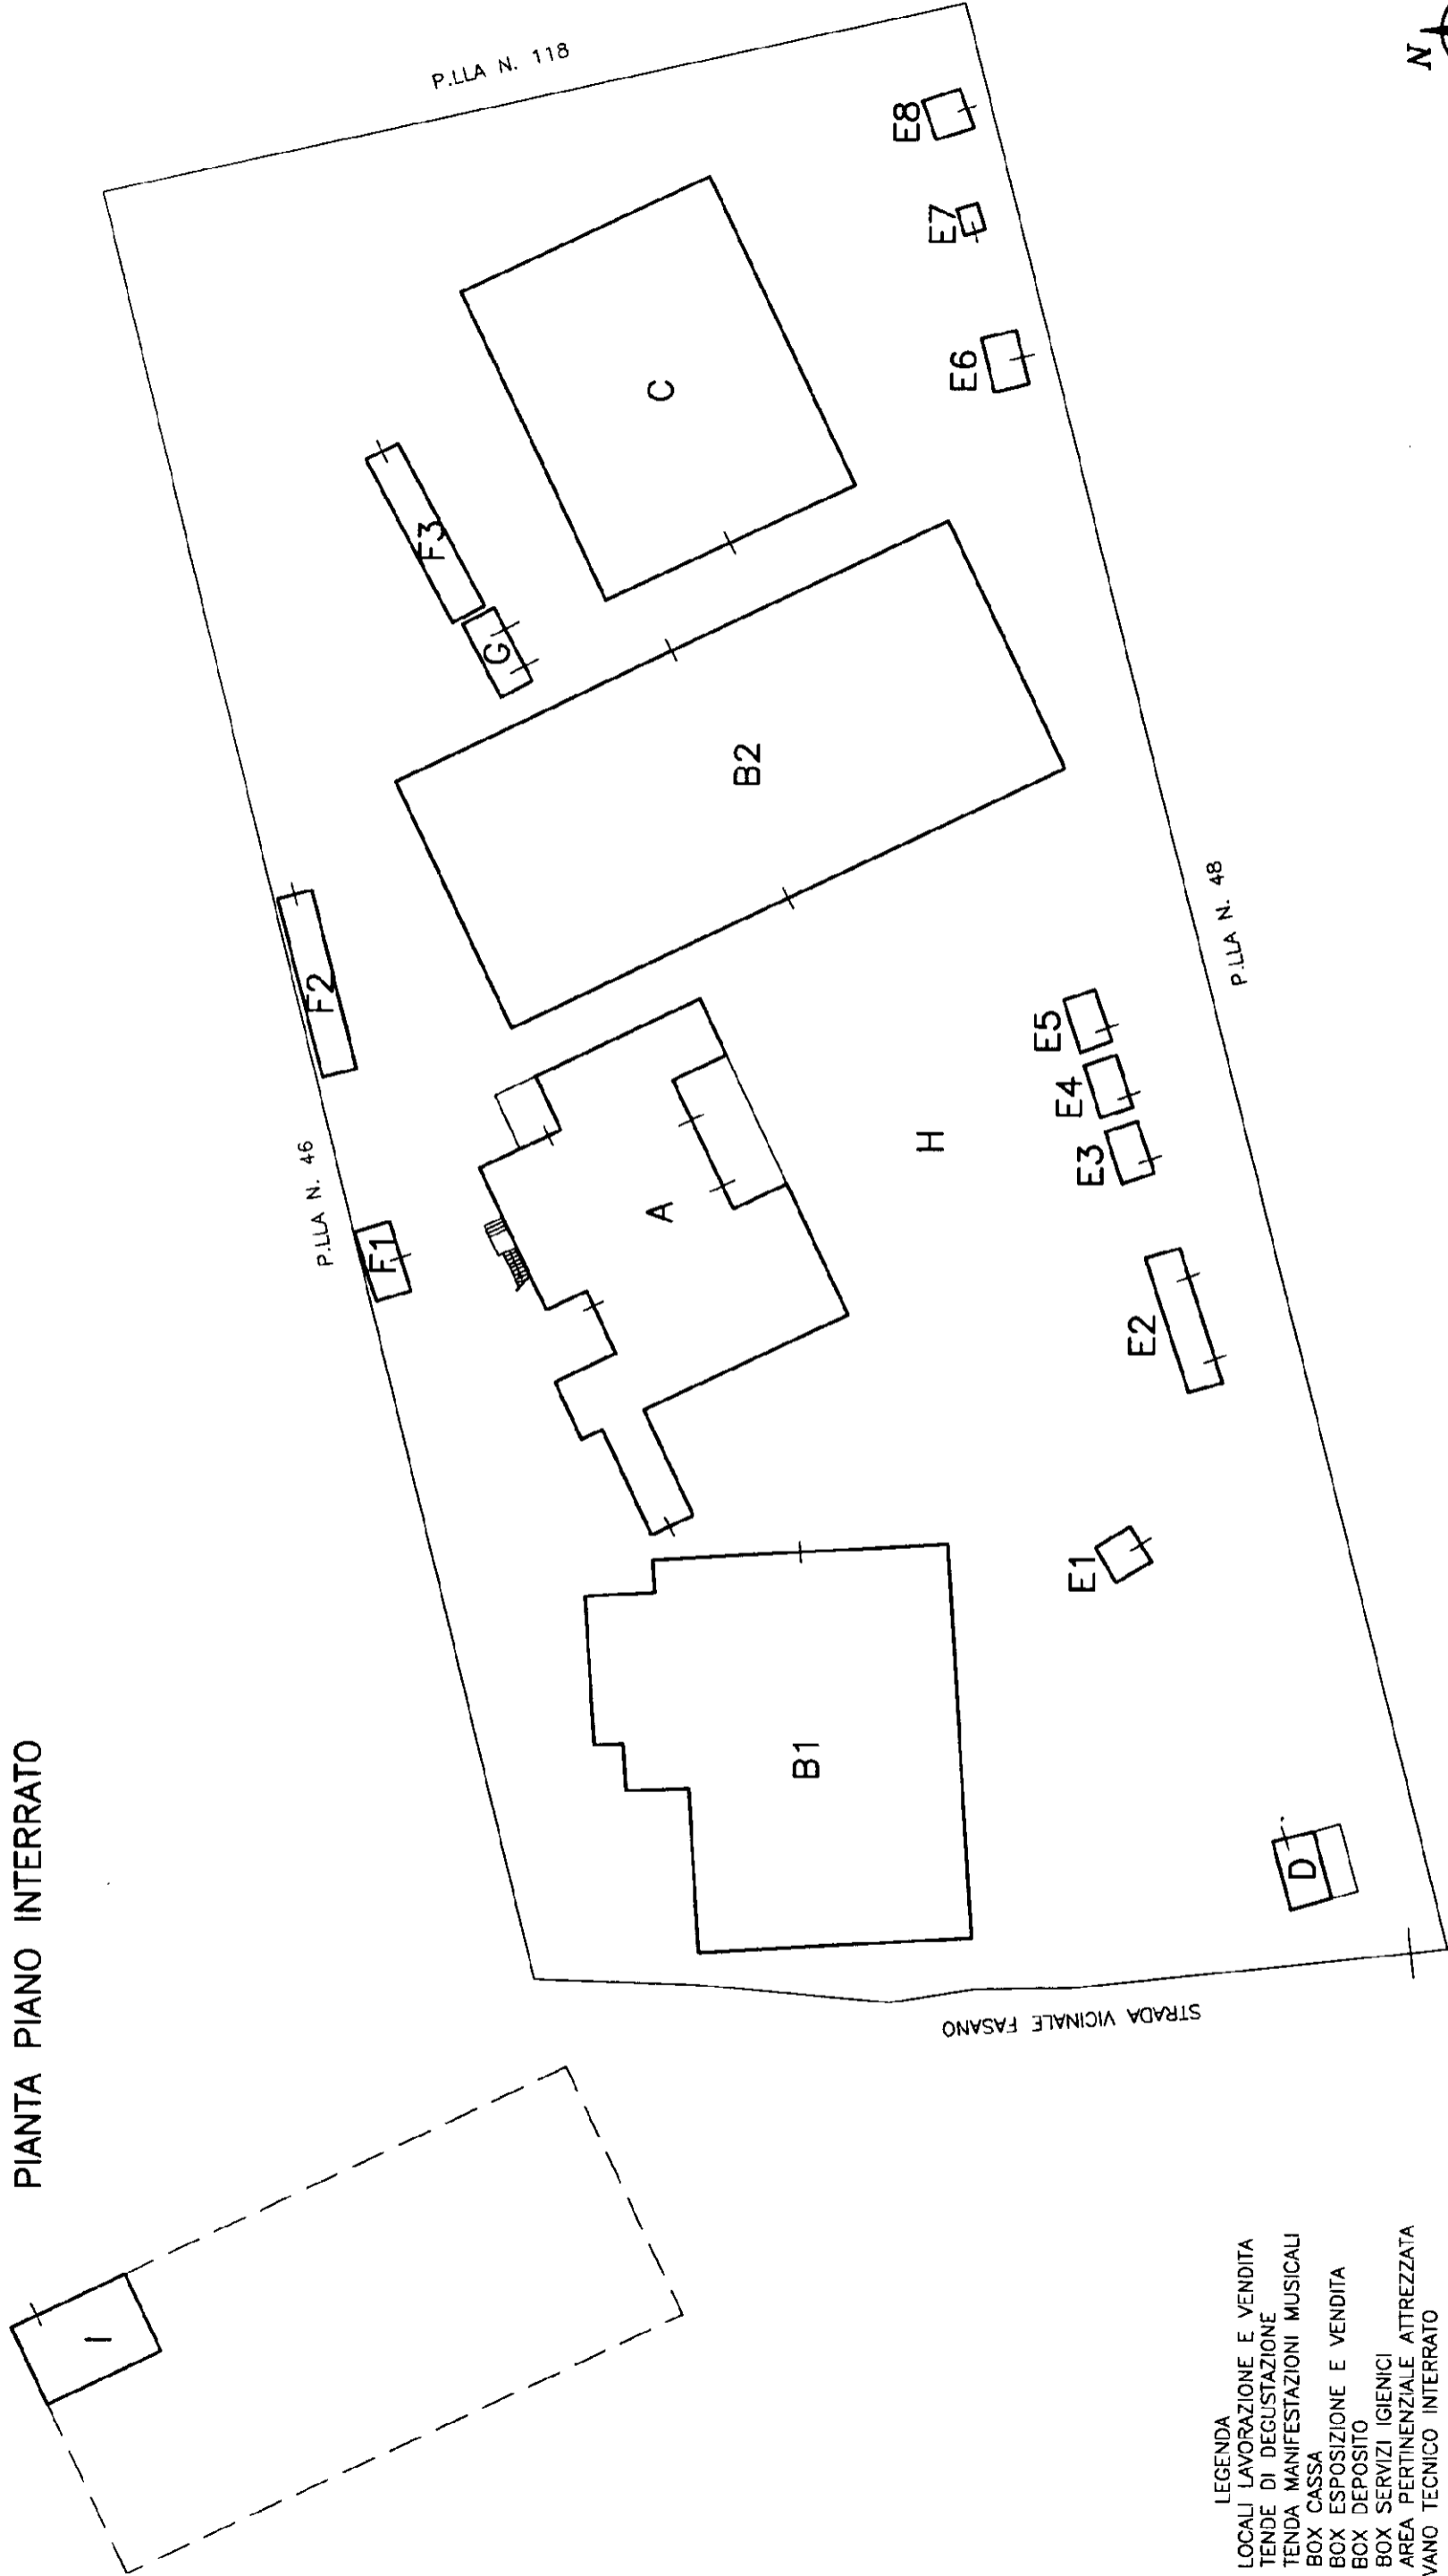 PIANTA PIANO INTERRATO
I
P.LLA N. 118
P.LLA N. 46
P.LLA N. 48
STRADA VICINALE FASANO
N
F1
F2
F3
G
A
B1
B2
C
H
D
E1
E2
E3
E4
E5
E6
E7
E8
LEGENDA
LOCALI LAVORAZIONE E VENDITA
TENDE DI DEGUSTAZIONE
TENDA MANIFESTAZIONI MUSICALI
BOX CASSA
BOX ESPOSIZIONE E VENDITA
BOX DEPOSITO
BOX SERVIZI IGIENICI
AREA PERTINENZIALE ATTREZZATA
VANO TECNICO INTERRATO